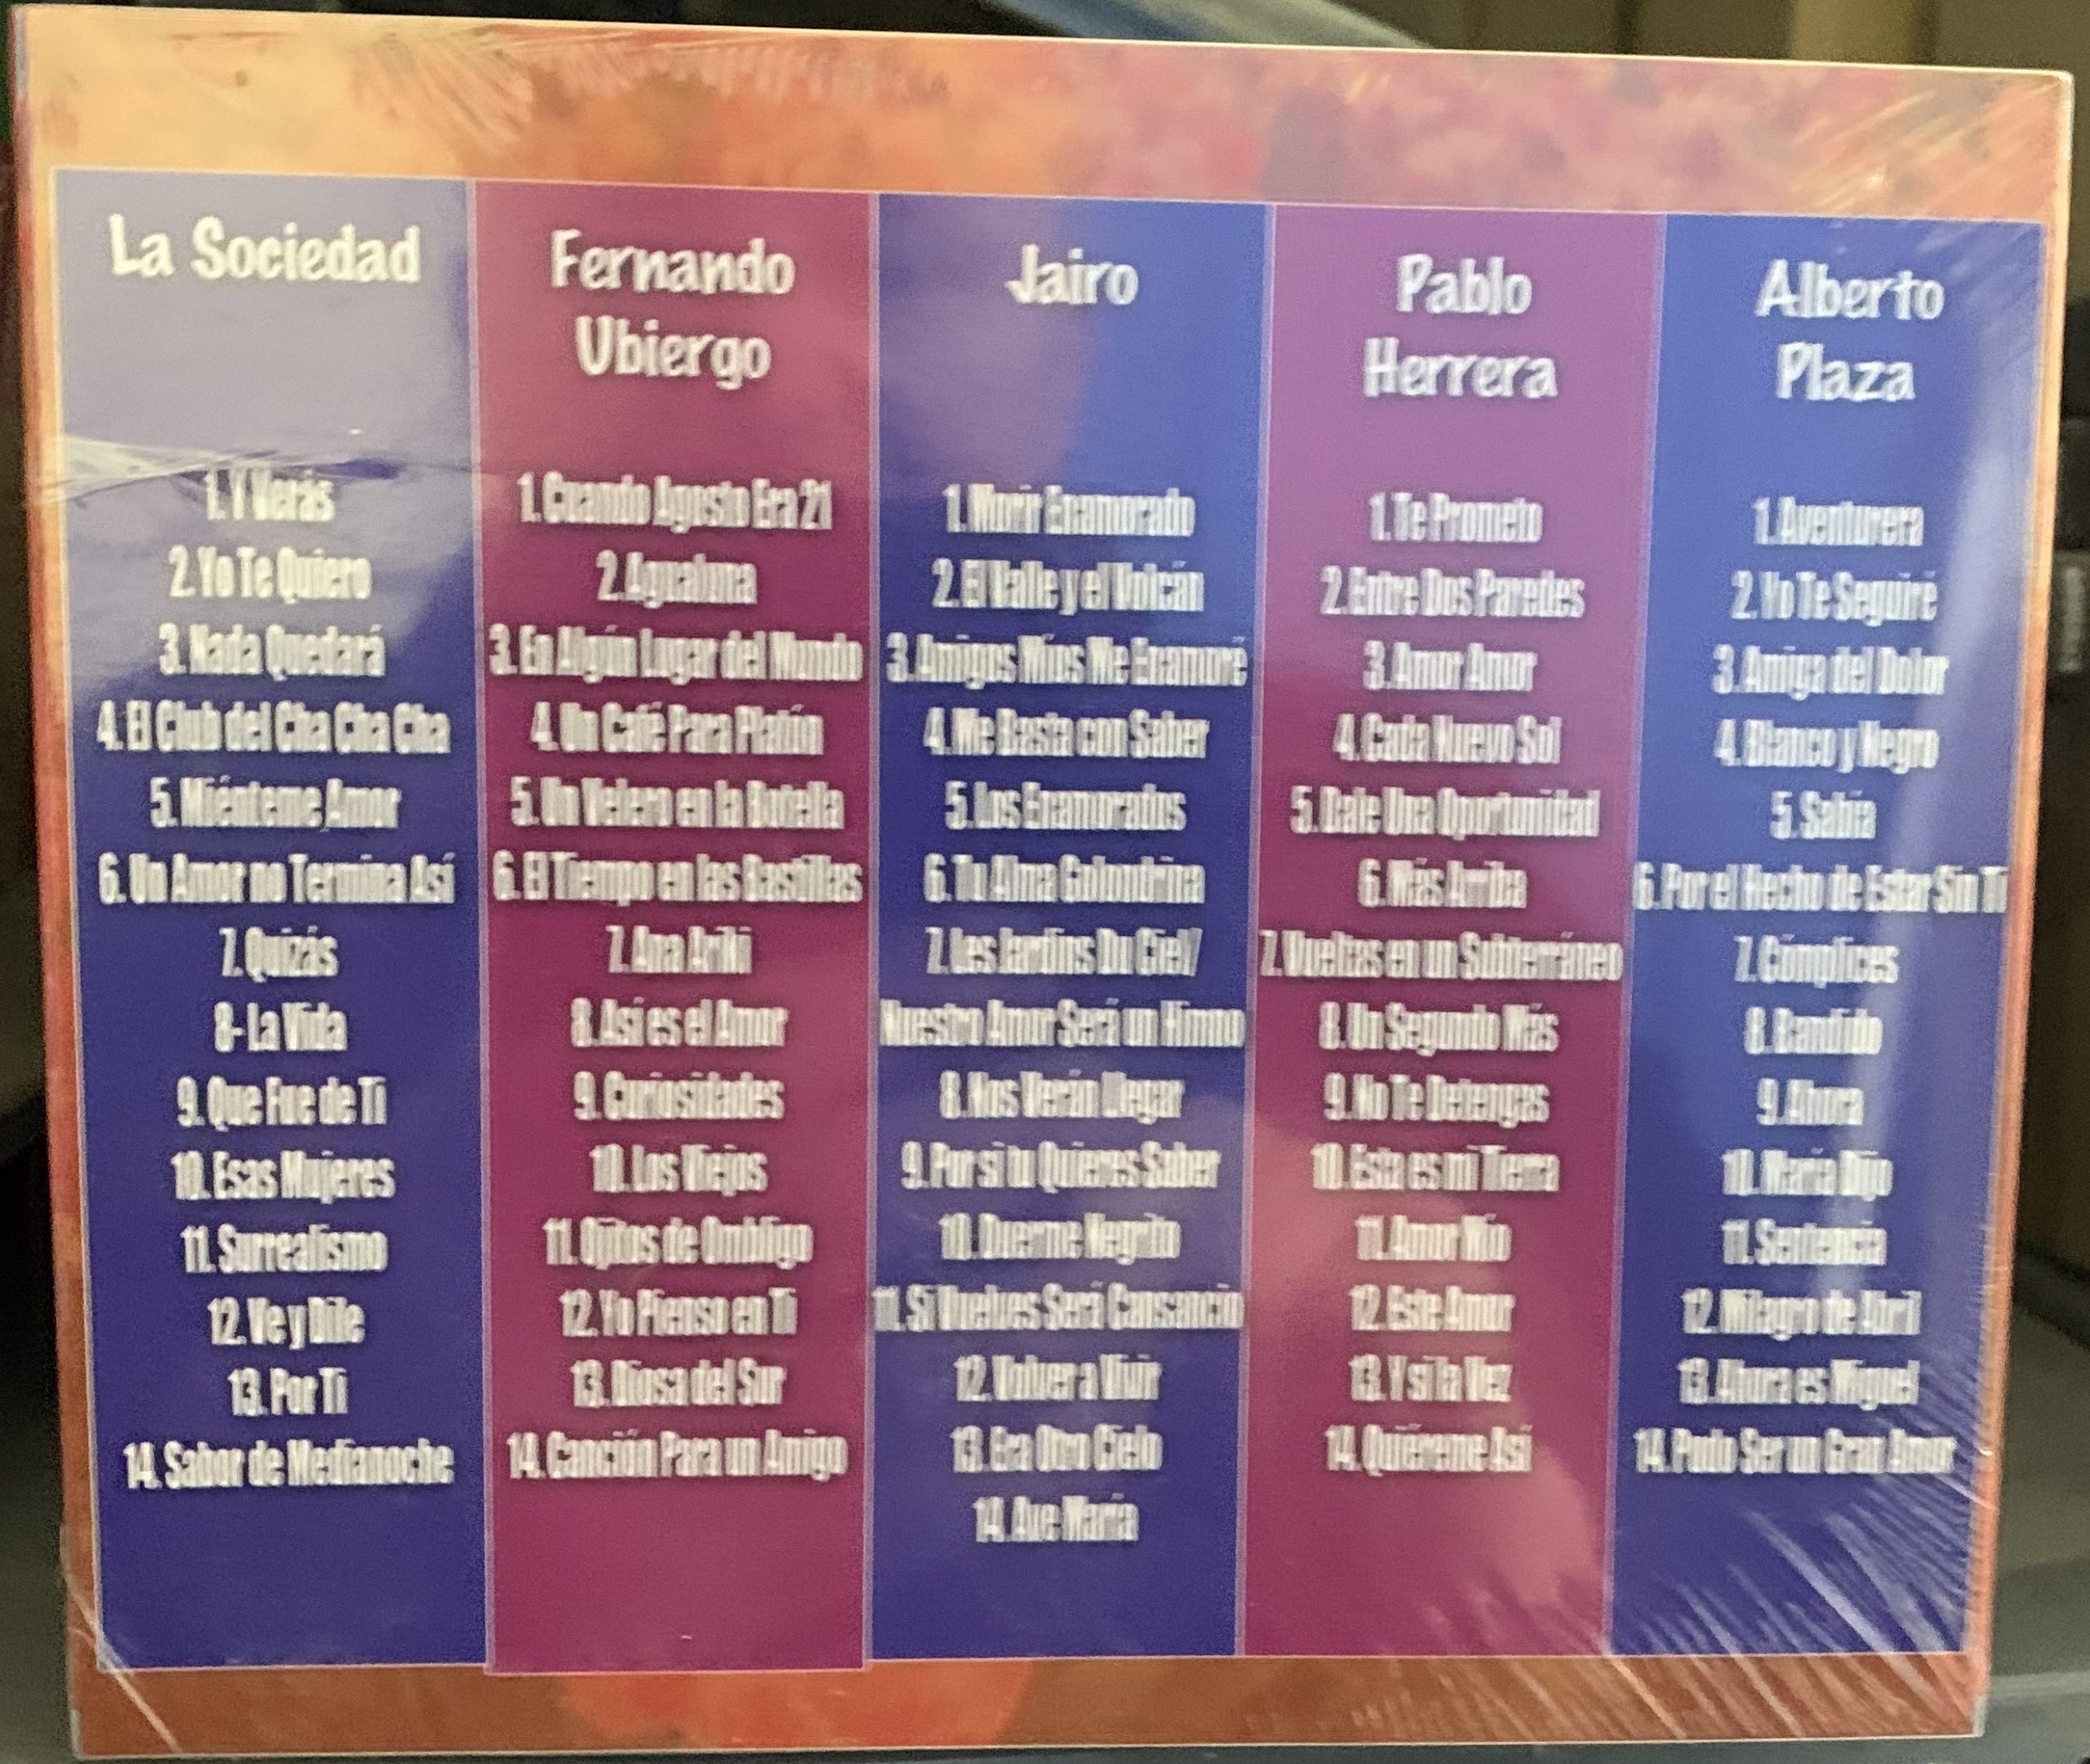 La Sociedad
1. Y Verás
2. Yo Te Quiero
3. Nada Quedará
4. El Club del Cha Cha Cha
5. Miénteme Amor
6. Un Amor no Termina Así
7. Quizás
8- La Vida
9. Que Fue de Ti
10. Esas Mujeres
11. Surrealismo
12. Ve y Dile
13. Por Ti
14. Sabor de Medianoche
Fernando
Ubiergo
1. Cuando Agosto Era 21
2. Agualuna
3. En Algún Lugar del Mundo
4. Un Café Para Platón
5. Un Velero en la Botella
6. El Tiempo en las Bastillas
7. Ana Ariki
8. Así es el Amor
9. Curiosidades
10. Los Viejos
11. Ojitos de Ombligo
12. Yo Pienso en Ti
13. Diosa del Sur
14. Canción Para un Amigo
Jairo
1. Morir Enamorado
2. El Valle y el Volcán
3. Amigos Míos Me Enamoré
4. Me Basta con Saber
5. Los Enamorados
6. Tu Alma Golondrina
7. Les Jardins Du Ciel/
Nuestro Amor Será un Himno
8. Nos Verán Llegar
9. Por si tu Quieres Saber
10. Duerme Negrito
11. Si Vuelves Será Cansancio
12. Volver a Vivir
13. Era Otro Cielo
14. Ave María
Pablo
Herrera
1. Te Prometo
2. Entre Dos Paredes
3. Amor Amor
4. Cada Nuevo Sol
5. Dale Una Oportunidad
6. Más Arriba
7. Vueltas en un Subterráneo
8. Un Segundo Más
9. No Te Detengas
10. Esta es mi Tierra
11. Amor Mío
12. Este Amor
13. Y si la Vez
14. Quiéreme Así
Alberto
Plaza
1. Aventurera
2. Yo Te Seguiré
3. Amiga del Dolor
4. Blanco y Negro
5. Sabía
6. Por el Hecho de Estar Sin Ti
7. Cómplices
8. Bandido
9. Ahora
10. María Dijo
11. Sentencia
12. Milagro de Abril
13. Ahora es Miguel
14. Pudo Ser un Gran Amor